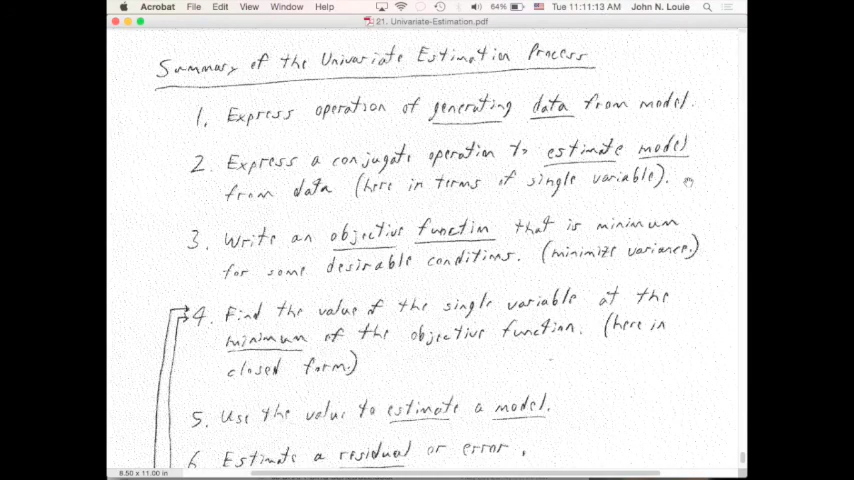 Acrobat File Edit View Window Help 64% Tue 11:11:13 AM John N. Louie
21. Univariate-Estimation.pdf
Summary of the Univariate Estimation Process
1. Express operation of generating data from model.
2. Express a conjugate operation to estimate model
from data (here in terms of single variable).
3. Write an objective function that is minimum
for some desirable conditions. (minimize variance.)
4. Find the value of the single variable at the
minimum of the objective function. (here in
closed form.)
5. Use the value to estimate a model.
6 Estimate a residual or error.
8.50 x 11.00 in